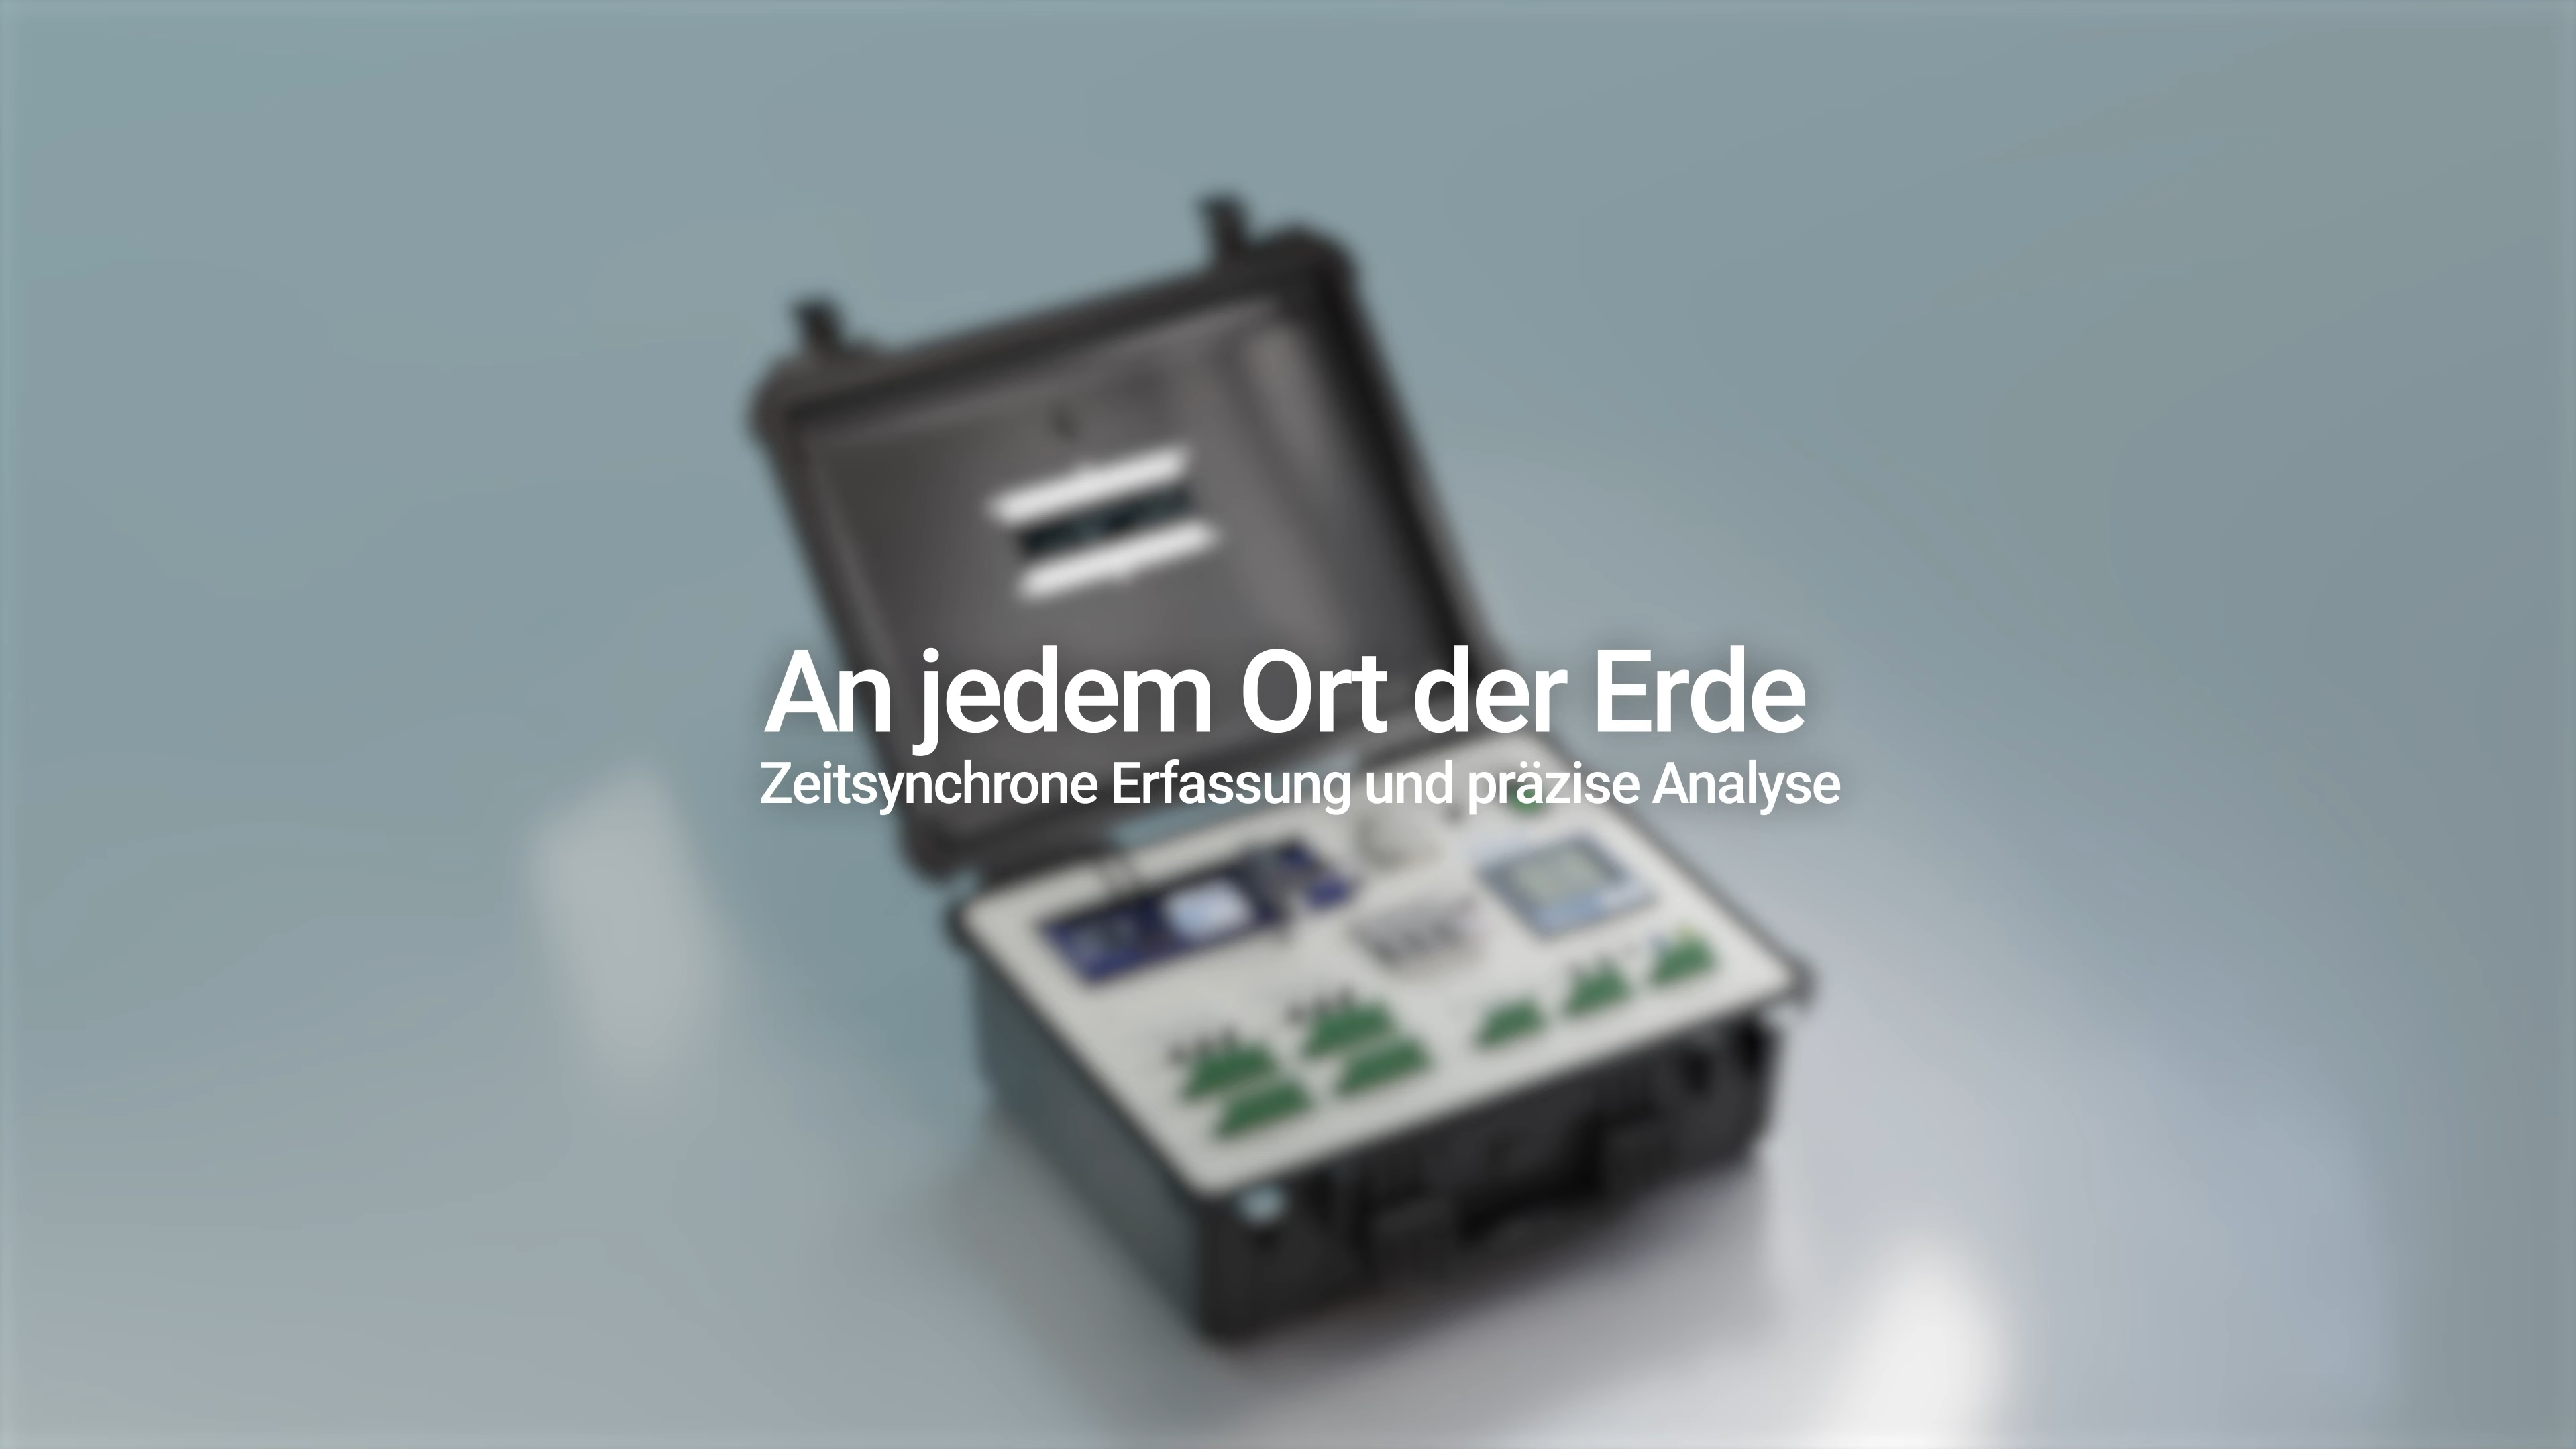 An jedem Ort der Erde
Zeitsynchrone Erfassung und präzise Analyse